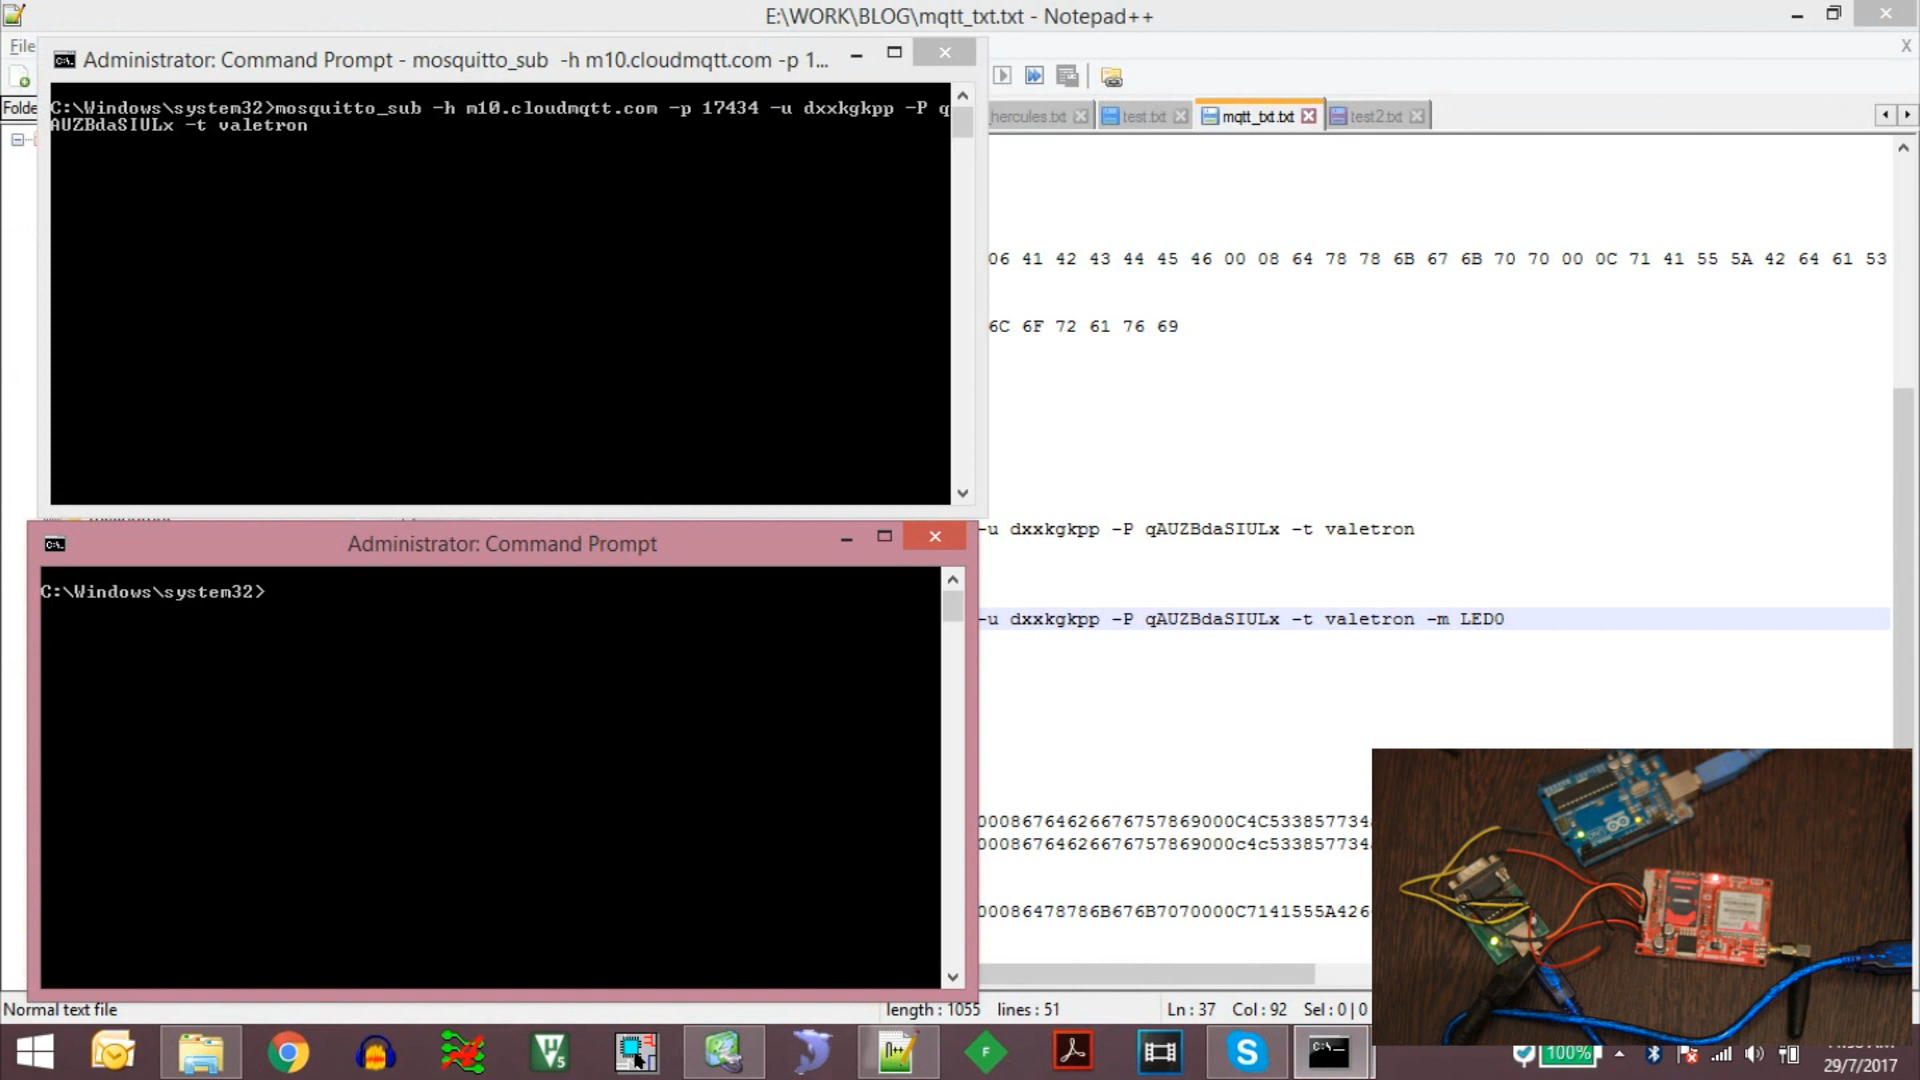 E:\WORK\BLOG\mqtt_txt.txt - Notepad++
File
X
Administrator: Command Prompt - mosquitto_sub -h m10.cloudmqtt.com -p 1...
Folde
hercules.txt
test.txt
mqtt_txt.txt
test2.txt
C:\Windows\system32>mosquitto_sub -h m10.cloudmqtt.com -p 17434 -u dxxkgkpp -P q
AUZBdaSIULx -t valetron
06 41 42 43 44 45 46 00 08 64 78 78 6B 67 6B 70 70 00 0C 71 41 55 5A 42 64 61 53
6C 6F 72 61 76 69
-u dxxkgkpp -P qAUZBdaSIULx -t valetron
Administrator: Command Prompt
C:\Windows\system32>
-u dxxkgkpp -P qAUZBdaSIULx -t valetron -m LED0
00086764626676757869000C4C533857734
00086764626676757869000c4c533857734
00086478786B676B7070000C7141555A426
Normal text file
length : 1055 lines : 51
Ln : 37 Col : 92 Sel : 0 | 0
100%
29/7/2017